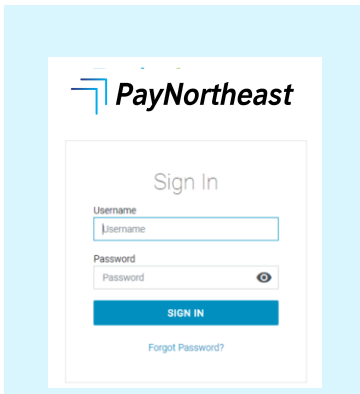 PayNortheast
Sign In
Username
Username
Password
Password
SIGN IN
Forgot Password?